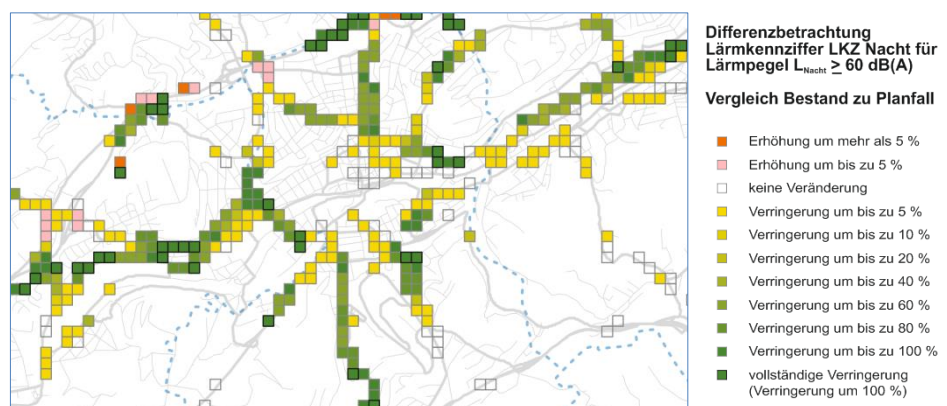 Differenzbetrachtung
Lärmkennziffer LKZ Nacht für
Lärmpegel LNacht ≥ 60 dB(A)
Vergleich Bestand zu Planfall
Erhöhung um mehr als 5 %
Erhöhung um bis zu 5 %
keine Veränderung
Verringerung um bis zu 5 %
Verringerung um bis zu 10 %
Verringerung um bis zu 20 %
Verringerung um bis zu 40 %
Verringerung um bis zu 60 %
Verringerung um bis zu 80 %
Verringerung um bis zu 100 %
vollständige Verringerung
(Verringerung um 100 %)